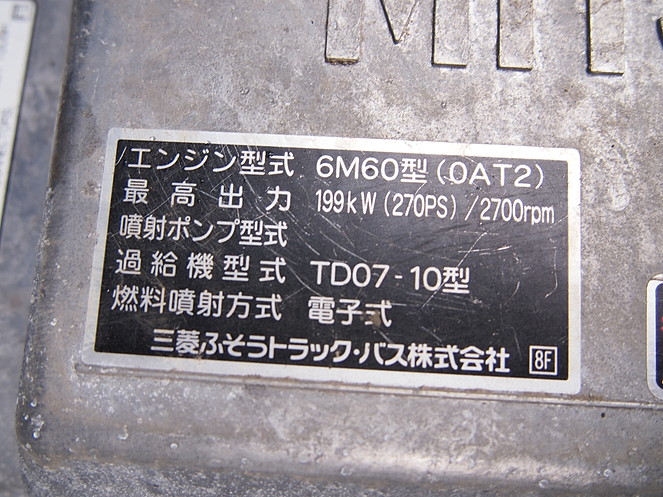 MITS
エンジン型式 6M60型(0AT2)
最高出力 199kW(270PS)/2700rpm
噴射ポンプ型式
過給機型式 TD07-10型
燃料噴射方式 電子式
三菱ふそうトラック・バス株式会社 8F